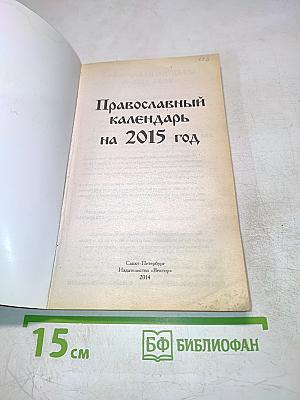 Православный
календарь
на 2015 год
Санкт-Петербург
Издательство «Вектор»
2014
15 см
БФ БИБЛИОФАН